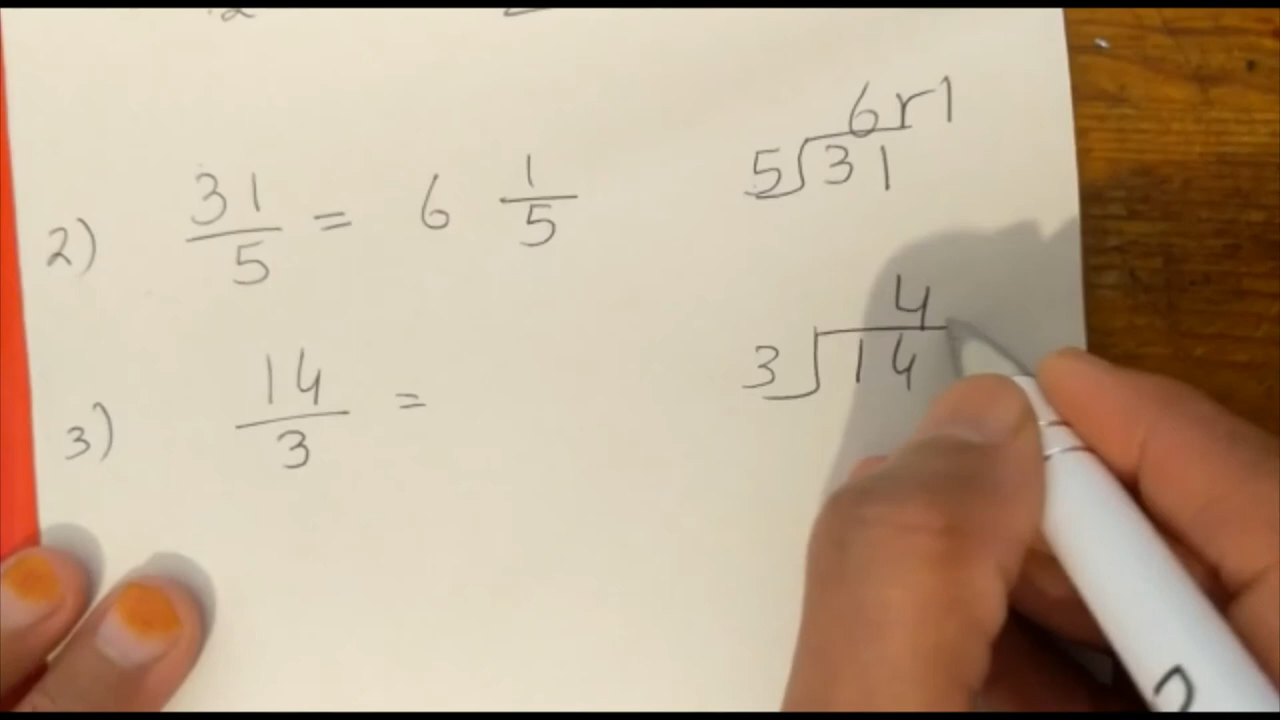 6r1
5)31
2) 31/5 = 6 1/5
4
3)14
3) 14/3 =